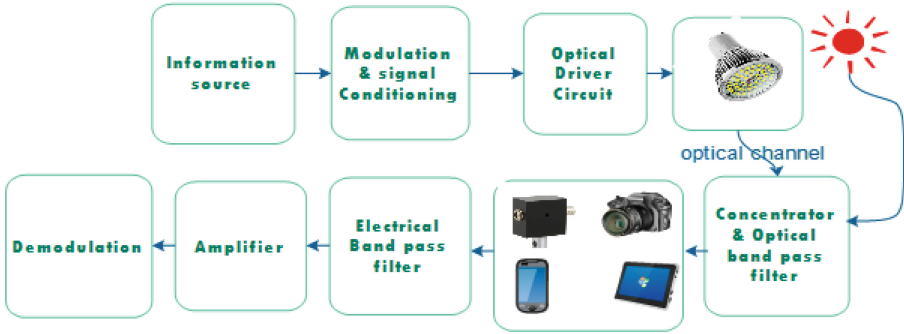 Information
source
Modulation
& signal
Conditioning
Optical
Driver
Circuit
optical channel
Demodulation
Amplifier
Electrical
Band pass
filter
Concentrator
& Optical
band pass
filter